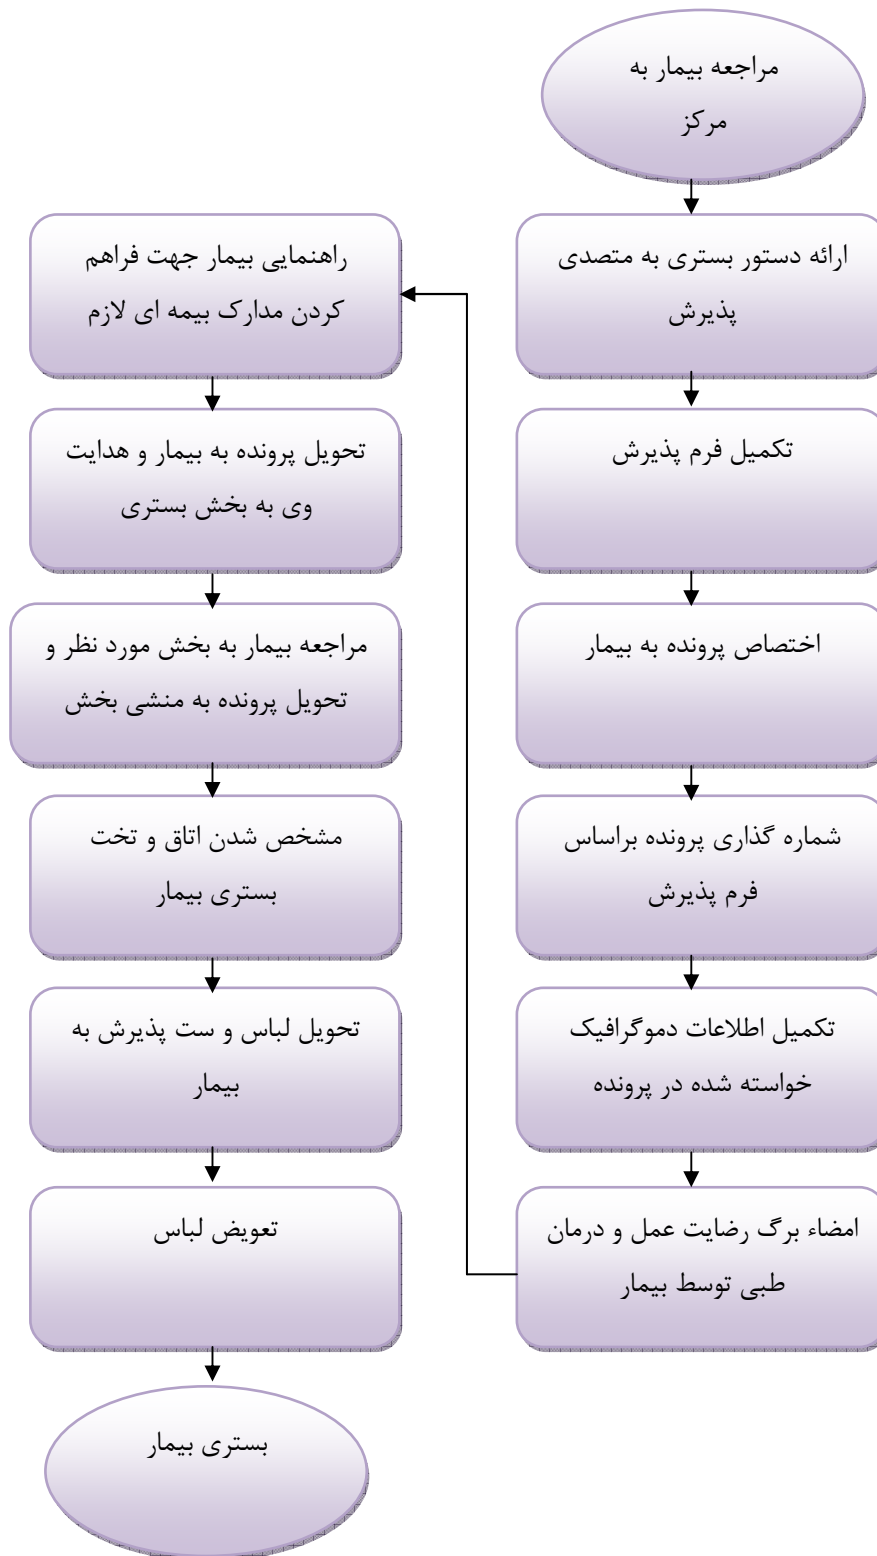 مراجعه بیمار به
مرکز
ارائه دستور بستری به متصدی
پذیرش
تکمیل فرم پذیرش
اختصاص پرونده به بیمار
شماره گذاری پرونده براساس
فرم پذیرش
تکمیل اطلاعات دموگرافیک
خواسته شده در پرونده
امضاء برگ رضایت عمل و درمان
طبی توسط بیمار
راهنمایی بیمار جهت فراهم
کردن مدارک بیمه ای لازم
تحویل پرونده به بیمار و هدایت
وی به بخش بستری
مراجعه بیمار به بخش مورد نظر و
تحویل پرونده به منشی بخش
مشخص شدن اتاق و تخت
بستری بیمار
تحویل لباس و ست پذیرش به
بیمار
تعویض لباس
بستری بیمار